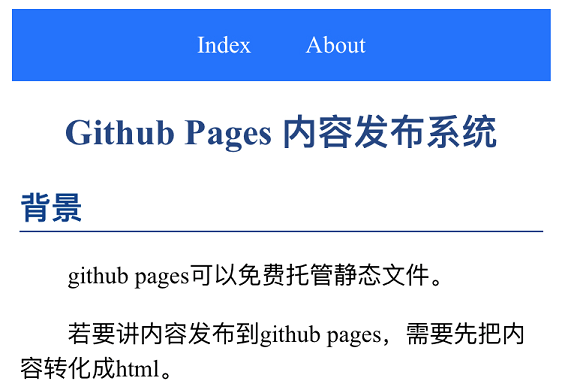 Index About
Github Pages 内容发布系统
背景
github pages可以免费托管静态文件。
若要讲内容发布到github pages，需要先把内
容转化成html。